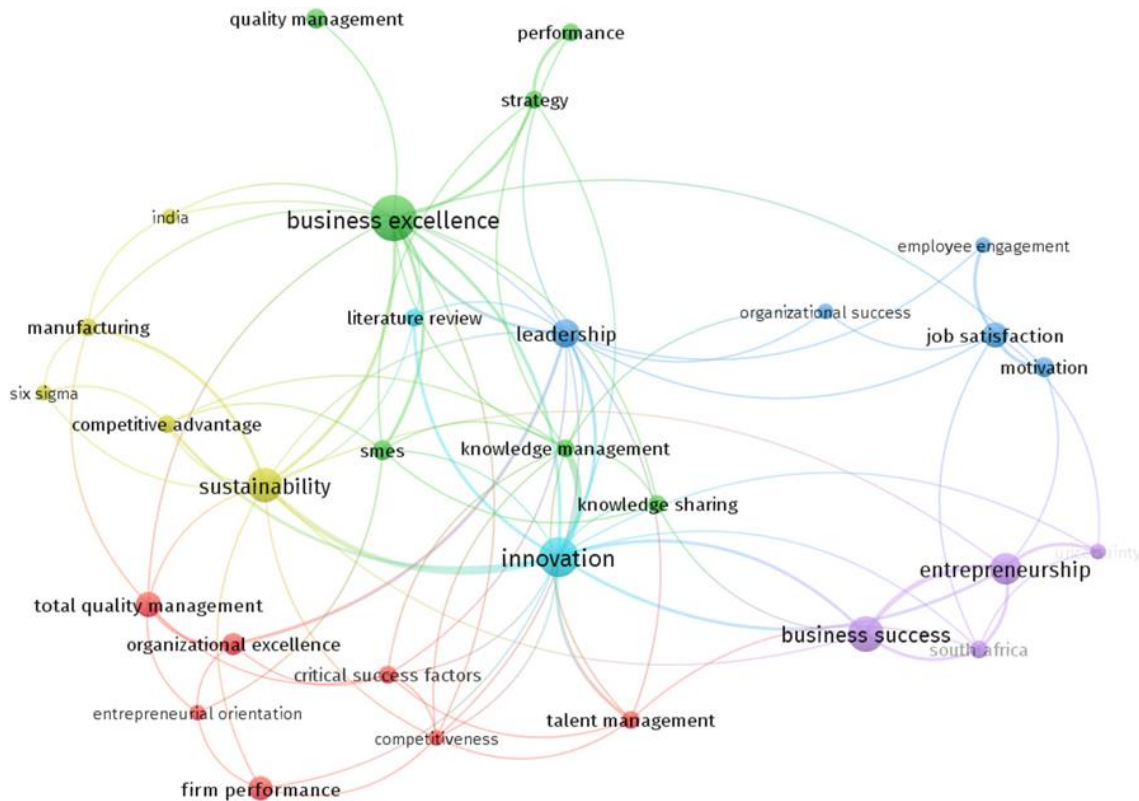 quality management
performance
strategy
india
business excellence
employee engagement
manufacturing
literature review
leadership
organizational success
job satisfaction
motivation
six sigma
competitive advantage
smes
knowledge management
sustainability
knowledge sharing
innovation
uncertainty
entrepreneurship
total quality management
organizational excellence
business success
south africa
critical success factors
entrepreneurial orientation
talent management
competitiveness
firm performance